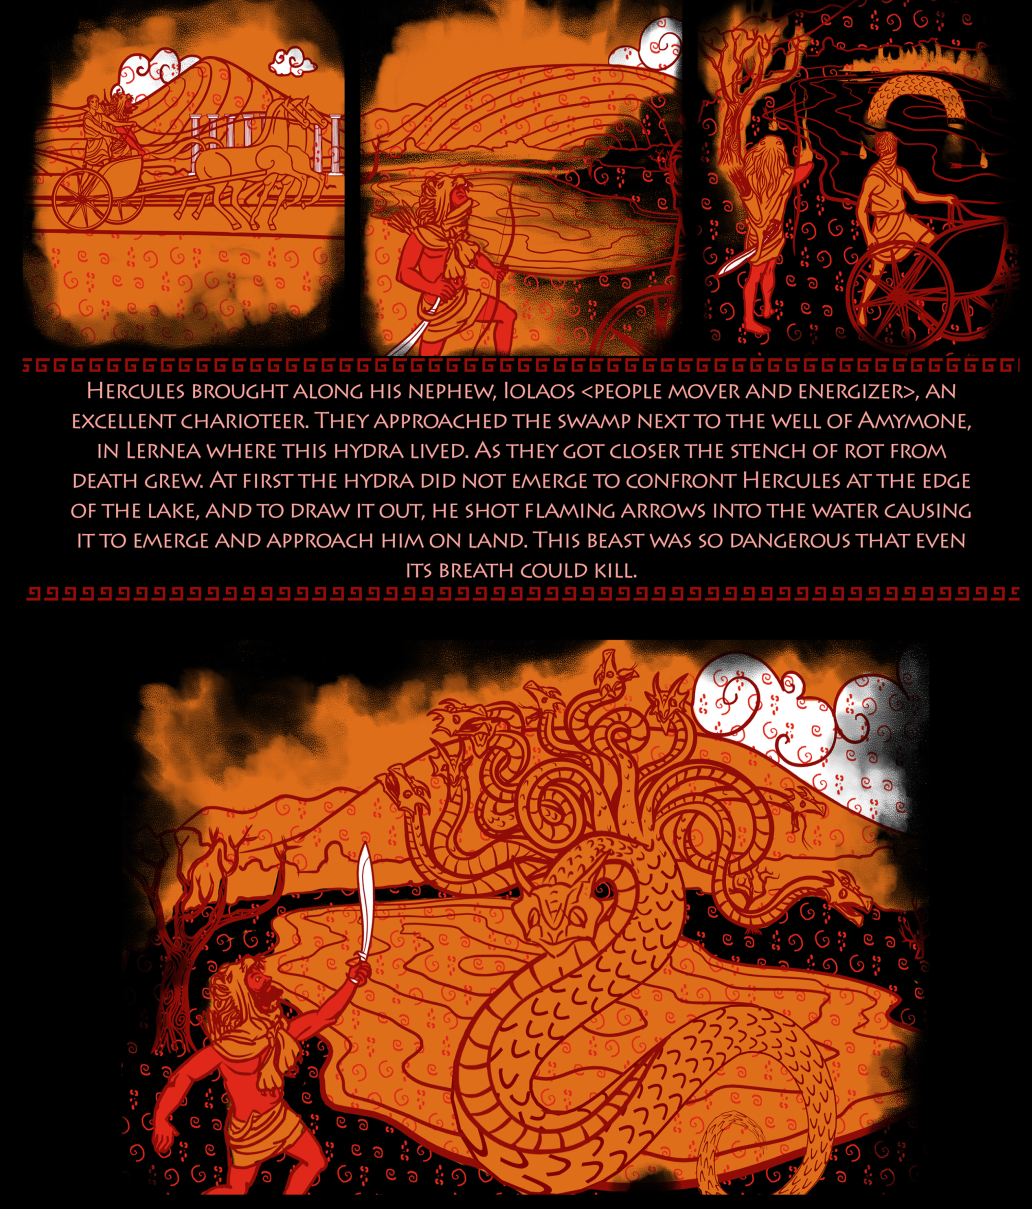 Hercules brought along his nephew, Iolaos <people mover and energizer>, an
excellent charioteer. They approached the swamp next to the well of Amymone,
in Lernea where this hydra lived. As they got closer the stench of rot from
death grew. At first the hydra did not emerge to confront Hercules at the edge
of the lake, and to draw it out, he shot flaming arrows into the water causing
it to emerge and approach him on land. This beast was so dangerous that even
its breath could kill.